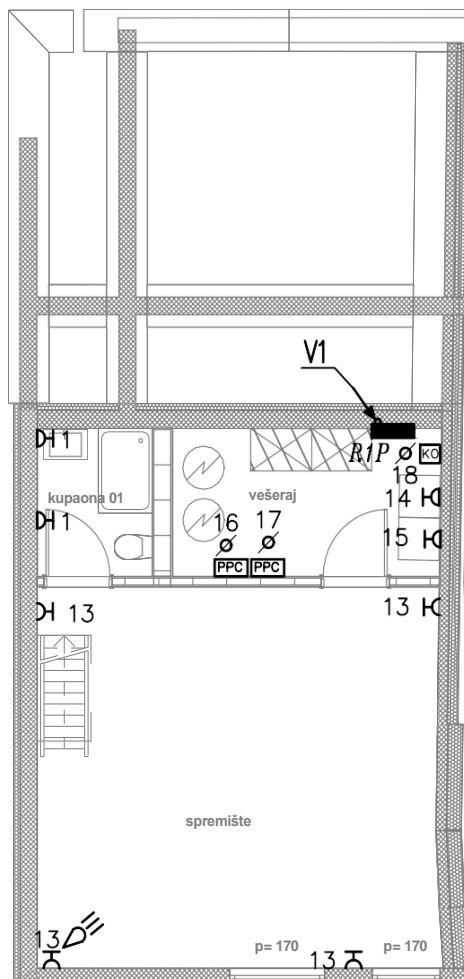 V1
1
R1P
KO
18
kupaona 01
vešeraj
14
1
16
17
15
PPC
PPC
13
13
spremište
13
p= 170
13
p= 170